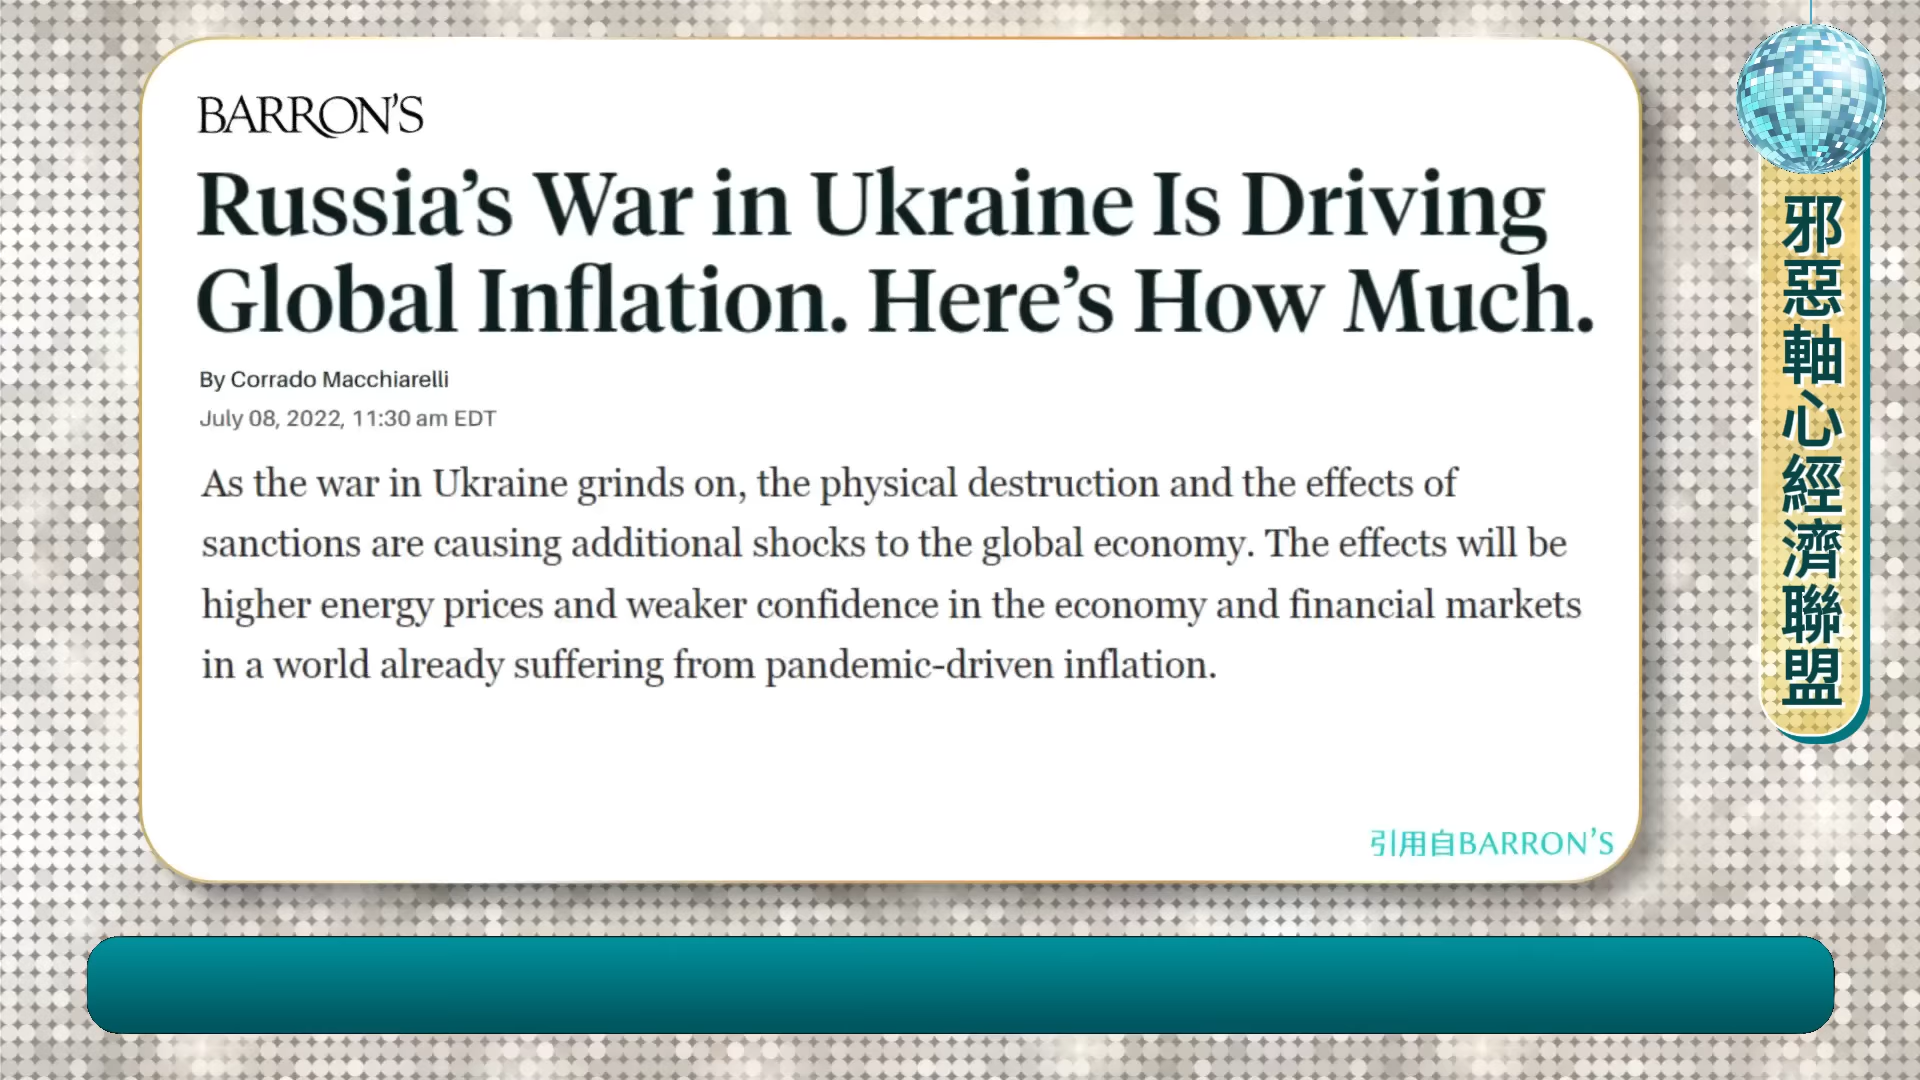 BARRON'S
Russia's War in Ukraine Is Driving
Global Inflation. Here's How Much.
By Corrado Macchiarelli
July 08, 2022, 11:30 am EDT
As the war in Ukraine grinds on, the physical destruction and the effects of
sanctions are causing additional shocks to the global economy. The effects will be
higher energy prices and weaker confidence in the economy and financial markets
in a world already suffering from pandemic-driven inflation.
引用自BARRON'S
邪惡軸心經濟聯盟